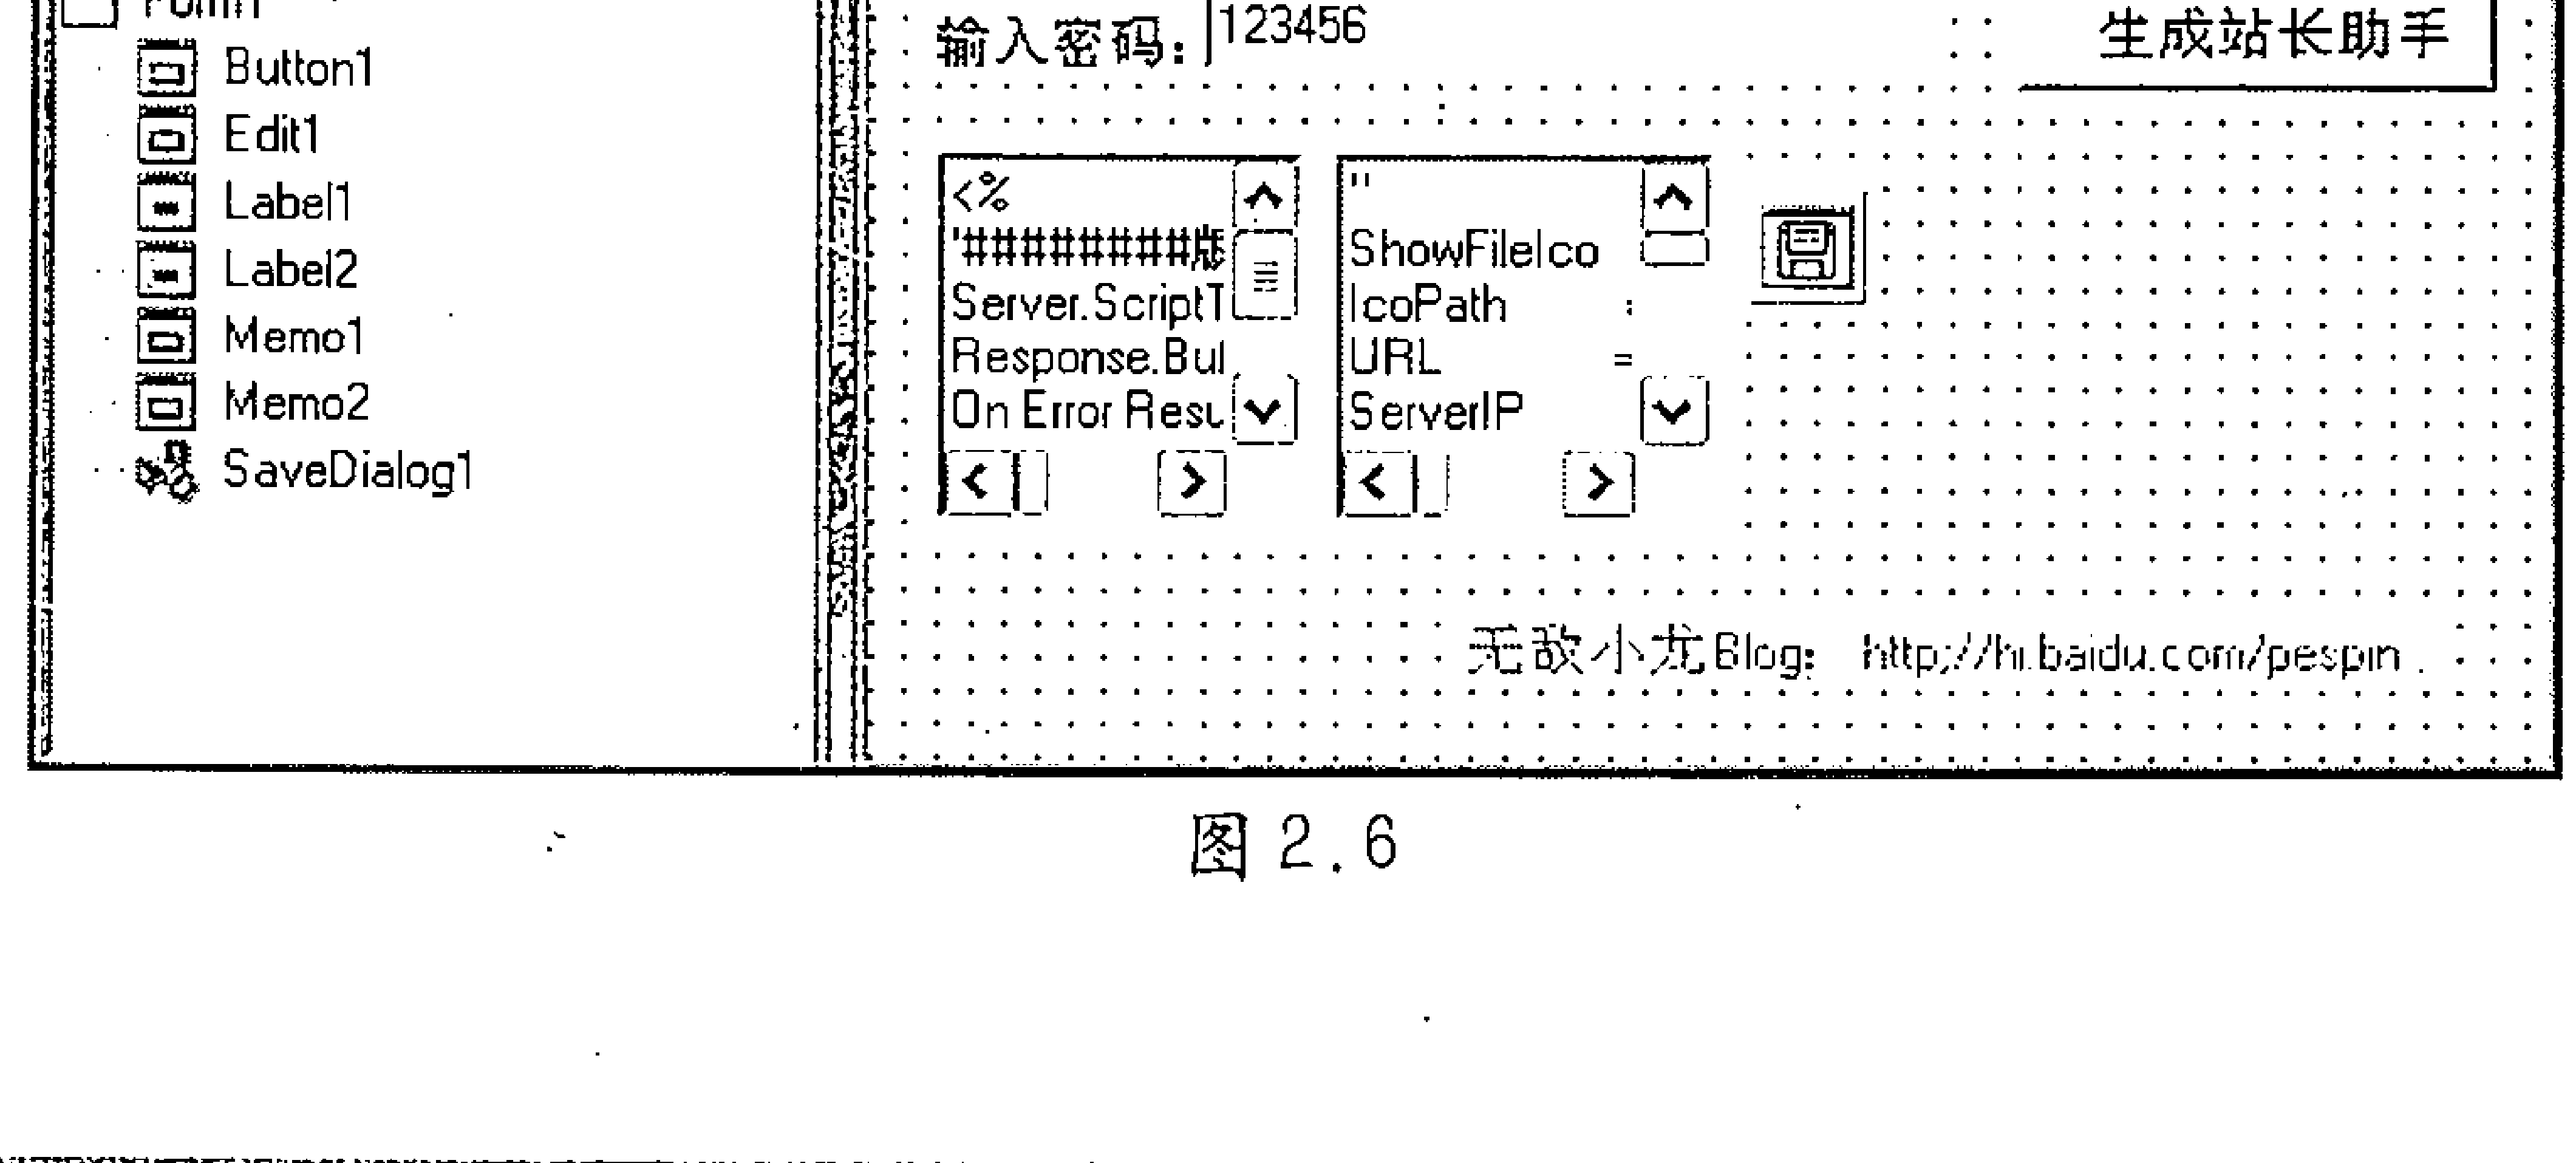 Form1
Button1
Edit1
Label1
Label2
Memo1
Memo2
SaveDialog1
输入密码: 123456
生成站长助手
<%
'########版
Server.ScriptT
Response.Buf
On Error Resu
"
ShowFileIco
IcoPath :
URL =
ServerIP
无敌小龙Blog: http://hi.baidu.com/pespin
图 2.6